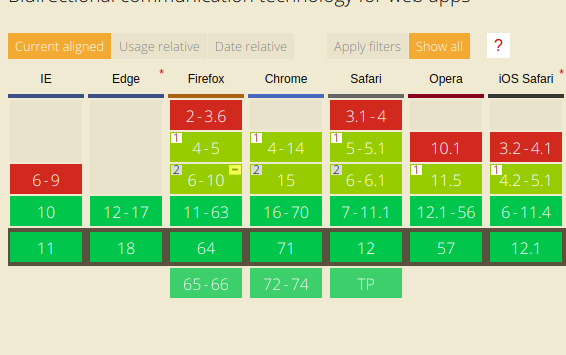 Bidirectional communication technology for web apps
Current aligned Usage relative Date relative Apply filters Show all ?
IE Edge * Firefox Chrome Safari Opera iOS Safari *
2-3.6 3.1-4
1 4-5 1 4-14 1 5-5.1 10.1 3.2-4.1
6-9 2 6-10 – 2 15 2 6-6.1 1 11.5 1 4.2-5.1
10 12-17 11-63 16-70 7-11.1 12.1-56 6-11.4
11 18 64 71 12 57 12.1
65-66 72-74 TP